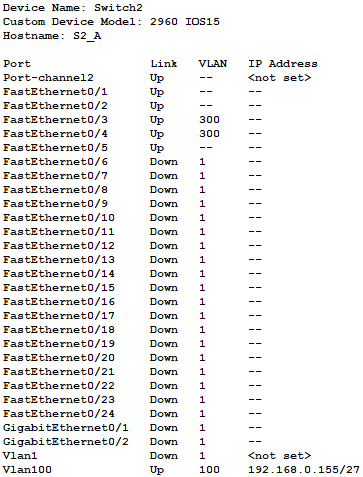 Device Name: Switch2
Custom Device Model: 2960 IOS15
Hostname: S2_A

Port Link VLAN IP Address
Port-channel2 Up -- <not set>
FastEthernet0/1 Up -- --
FastEthernet0/2 Up -- --
FastEthernet0/3 Up 300 --
FastEthernet0/4 Up 300 --
FastEthernet0/5 Up -- --
FastEthernet0/6 Down 1 --
FastEthernet0/7 Down 1 --
FastEthernet0/8 Down 1 --
FastEthernet0/9 Down 1 --
FastEthernet0/10 Down 1 --
FastEthernet0/11 Down 1 --
FastEthernet0/12 Down 1 --
FastEthernet0/13 Down 1 --
FastEthernet0/14 Down 1 --
FastEthernet0/15 Down 1 --
FastEthernet0/16 Down 1 --
FastEthernet0/17 Down 1 --
FastEthernet0/18 Down 1 --
FastEthernet0/19 Down 1 --
FastEthernet0/20 Down 1 --
FastEthernet0/21 Down 1 --
FastEthernet0/22 Down 1 --
FastEthernet0/23 Down 1 --
FastEthernet0/24 Down 1 --
GigabitEthernet0/1 Down 1 --
GigabitEthernet0/2 Down 1 --
Vlan1 Down 1 <not set>
Vlan100 Up 100 192.168.0.155/27